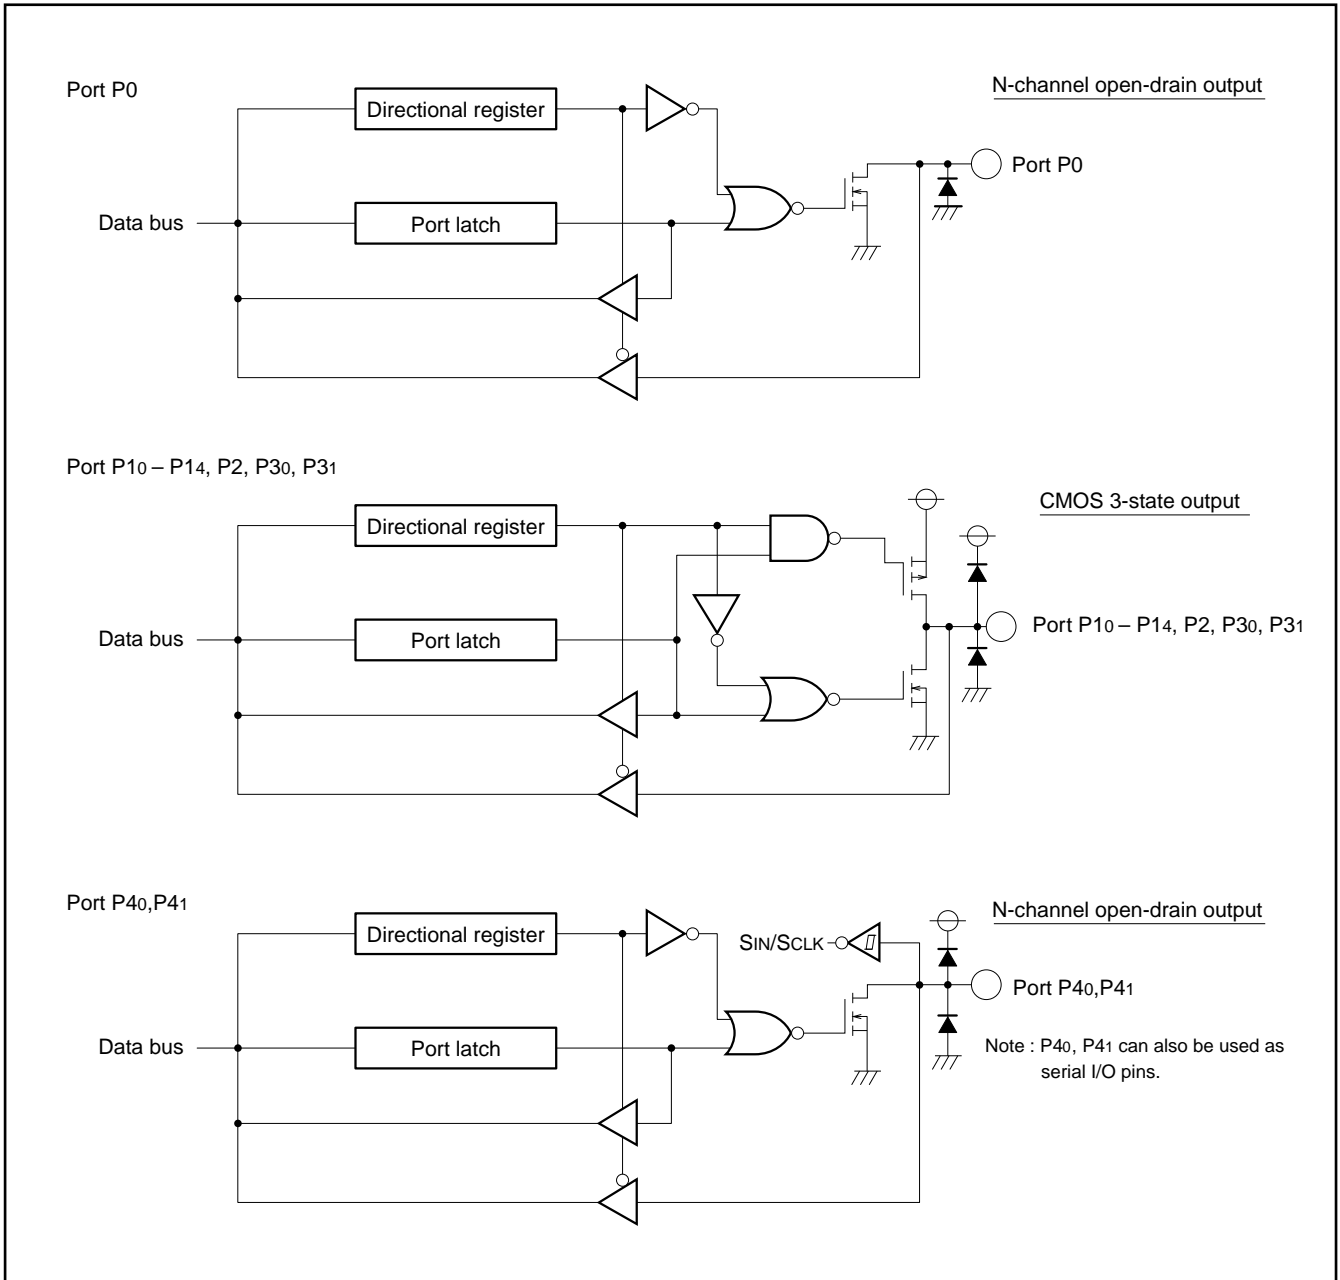 Port P0
N-channel open-drain output
Directional register
Port P0
Data bus
Port latch
Port P10 – P14, P2, P30, P31
CMOS 3-state output
Directional register
Data bus
Port latch
Port P10 – P14, P2, P30, P31
Port P40,P41
N-channel open-drain output
Directional register
SIN/SCLK
Port P40,P41
Data bus
Port latch
Note : P40, P41 can also be used as
serial I/O pins.